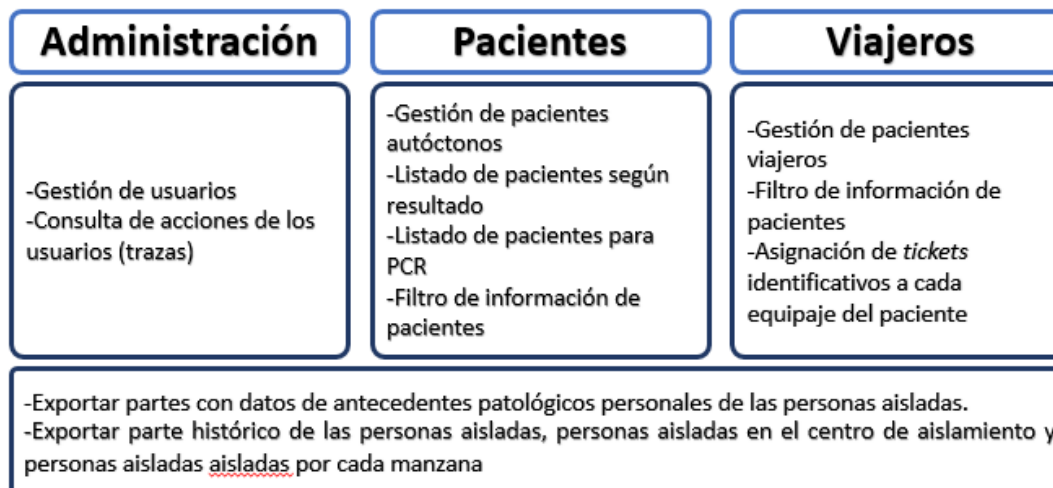 Administración
Pacientes
Viajeros
-Gestión de usuarios
-Consulta de acciones de los
usuarios (trazas)
-Gestión de pacientes
autóctonos
-Listado de pacientes según
resultado
-Listado de pacientes para
PCR
-Filtro de información de
pacientes
-Gestión de pacientes
viajeros
-Filtro de información de
pacientes
-Asignación de tickets
identificativos a cada
equipaje del paciente
-Exportar partes con datos de antecedentes patológicos personales de las personas aisladas.
-Exportar parte histórico de las personas aisladas, personas aisladas en el centro de aislamiento y
personas aisladas aisladas por cada manzana